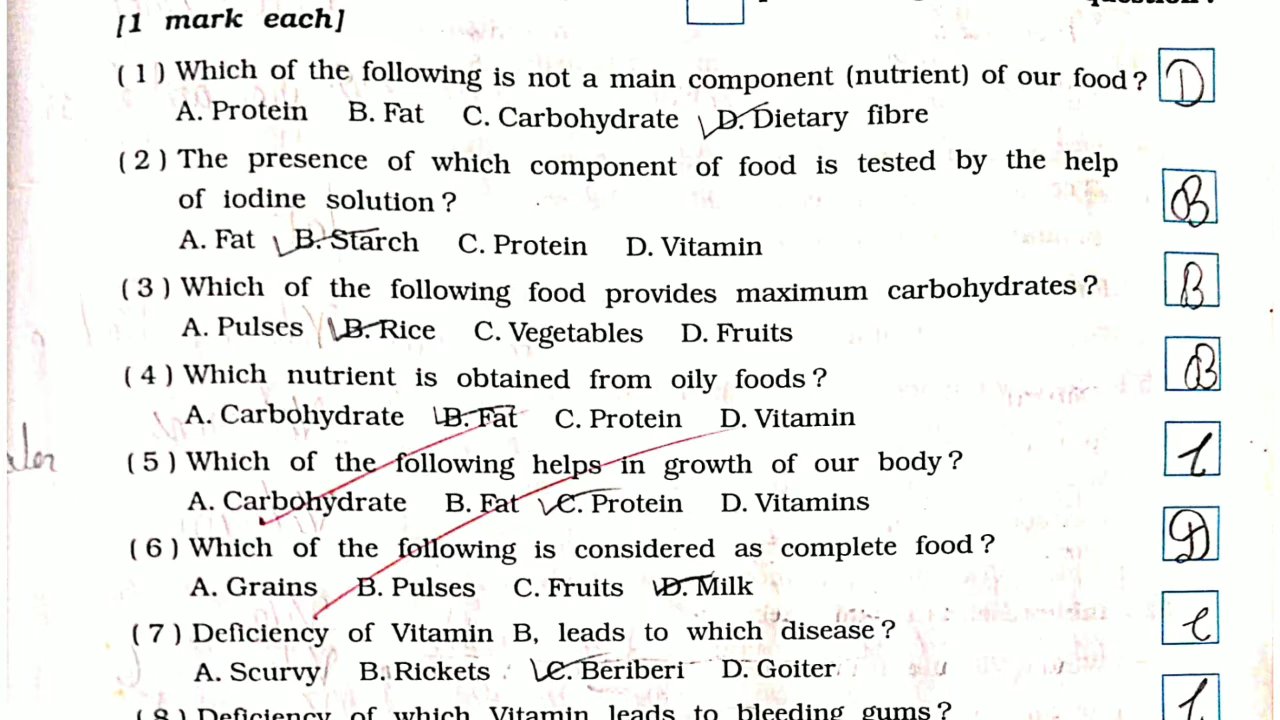 [1 mark each]
(1) Which of the following is not a main component (nutrient) of our food? D
A. Protein B. Fat C. Carbohydrate D. Dietary fibre
(2) The presence of which component of food is tested by the help
of iodine solution? B
A. Fat B. Starch C. Protein D. Vitamin
(3) Which of the following food provides maximum carbohydrates? B
A. Pulses B. Rice C. Vegetables D. Fruits
(4) Which nutrient is obtained from oily foods? B
A. Carbohydrate B. Fat C. Protein D. Vitamin
(5) Which of the following helps in growth of our body?
A. Carbohydrate B. Fat C. Protein D. Vitamins
(6) Which of the following is considered as complete food? D
A. Grains B. Pulses C. Fruits D. Milk
(7) Deficiency of Vitamin B, leads to which disease? C
A. Scurvy B. Rickets C. Beriberi D. Goiter
(8) Deficiency of which Vitamin leads to bleeding gums?